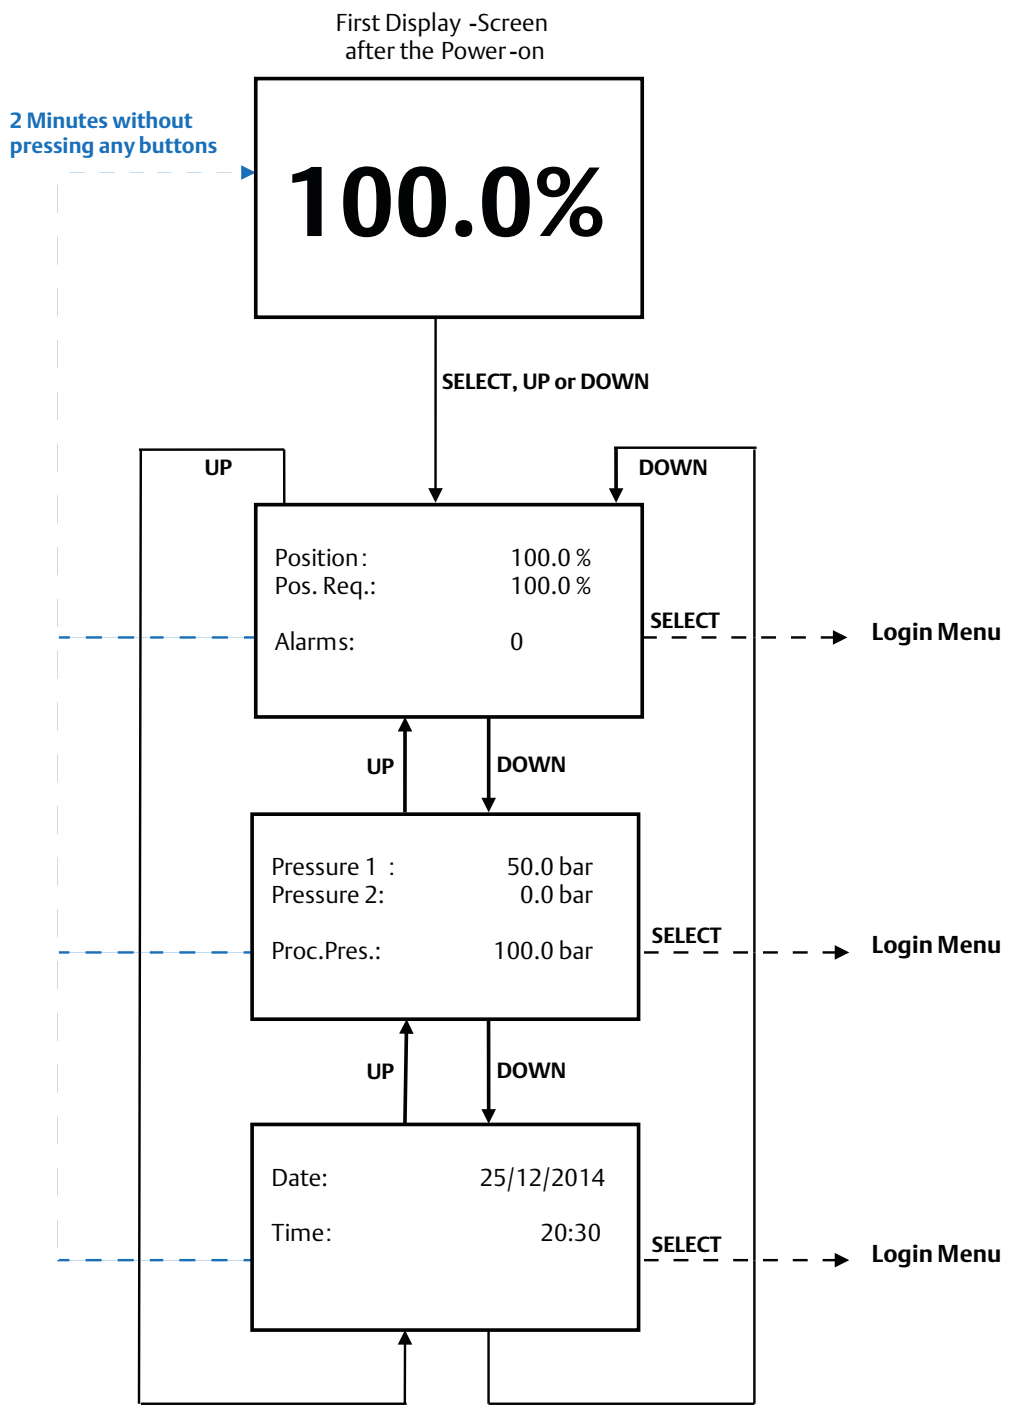 First Display -Screen
after the Power-on
2 Minutes without
pressing any buttons
100.0%
SELECT, UP or DOWN
UP
DOWN
Position: 100.0 %
Pos. Req.: 100.0 %
Alarms: 0
SELECT
Login Menu
UP
DOWN
Pressure 1 : 50.0 bar
Pressure 2: 0.0 bar
Proc.Pres.: 100.0 bar
SELECT
Login Menu
UP
DOWN
Date: 25/12/2014
Time: 20:30
SELECT
Login Menu